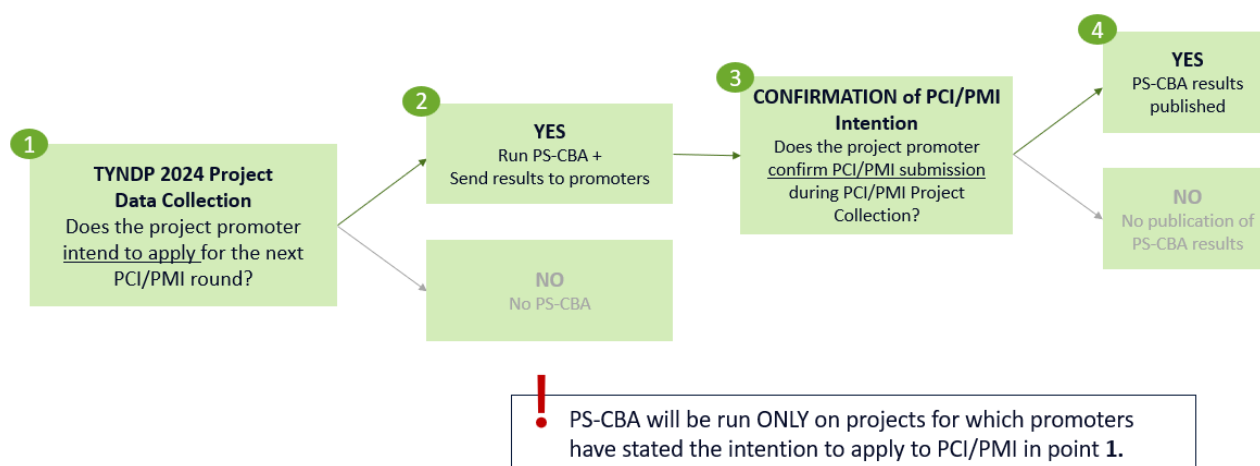 1
TYNDP 2024 Project
Data Collection
Does the project promoter
intend to apply for the next
PCI/PMI round?
2
YES
Run PS-CBA +
Send results to promoters
NO
No PS-CBA
3
CONFIRMATION of PCI/PMI
Intention
Does the project promoter
confirm PCI/PMI submission
during PCI/PMI Project
Collection?
4
YES
PS-CBA results
published
NO
No publication of
PS-CBA results
!
PS-CBA will be run ONLY on projects for which promoters
have stated the intention to apply to PCI/PMI in point 1.